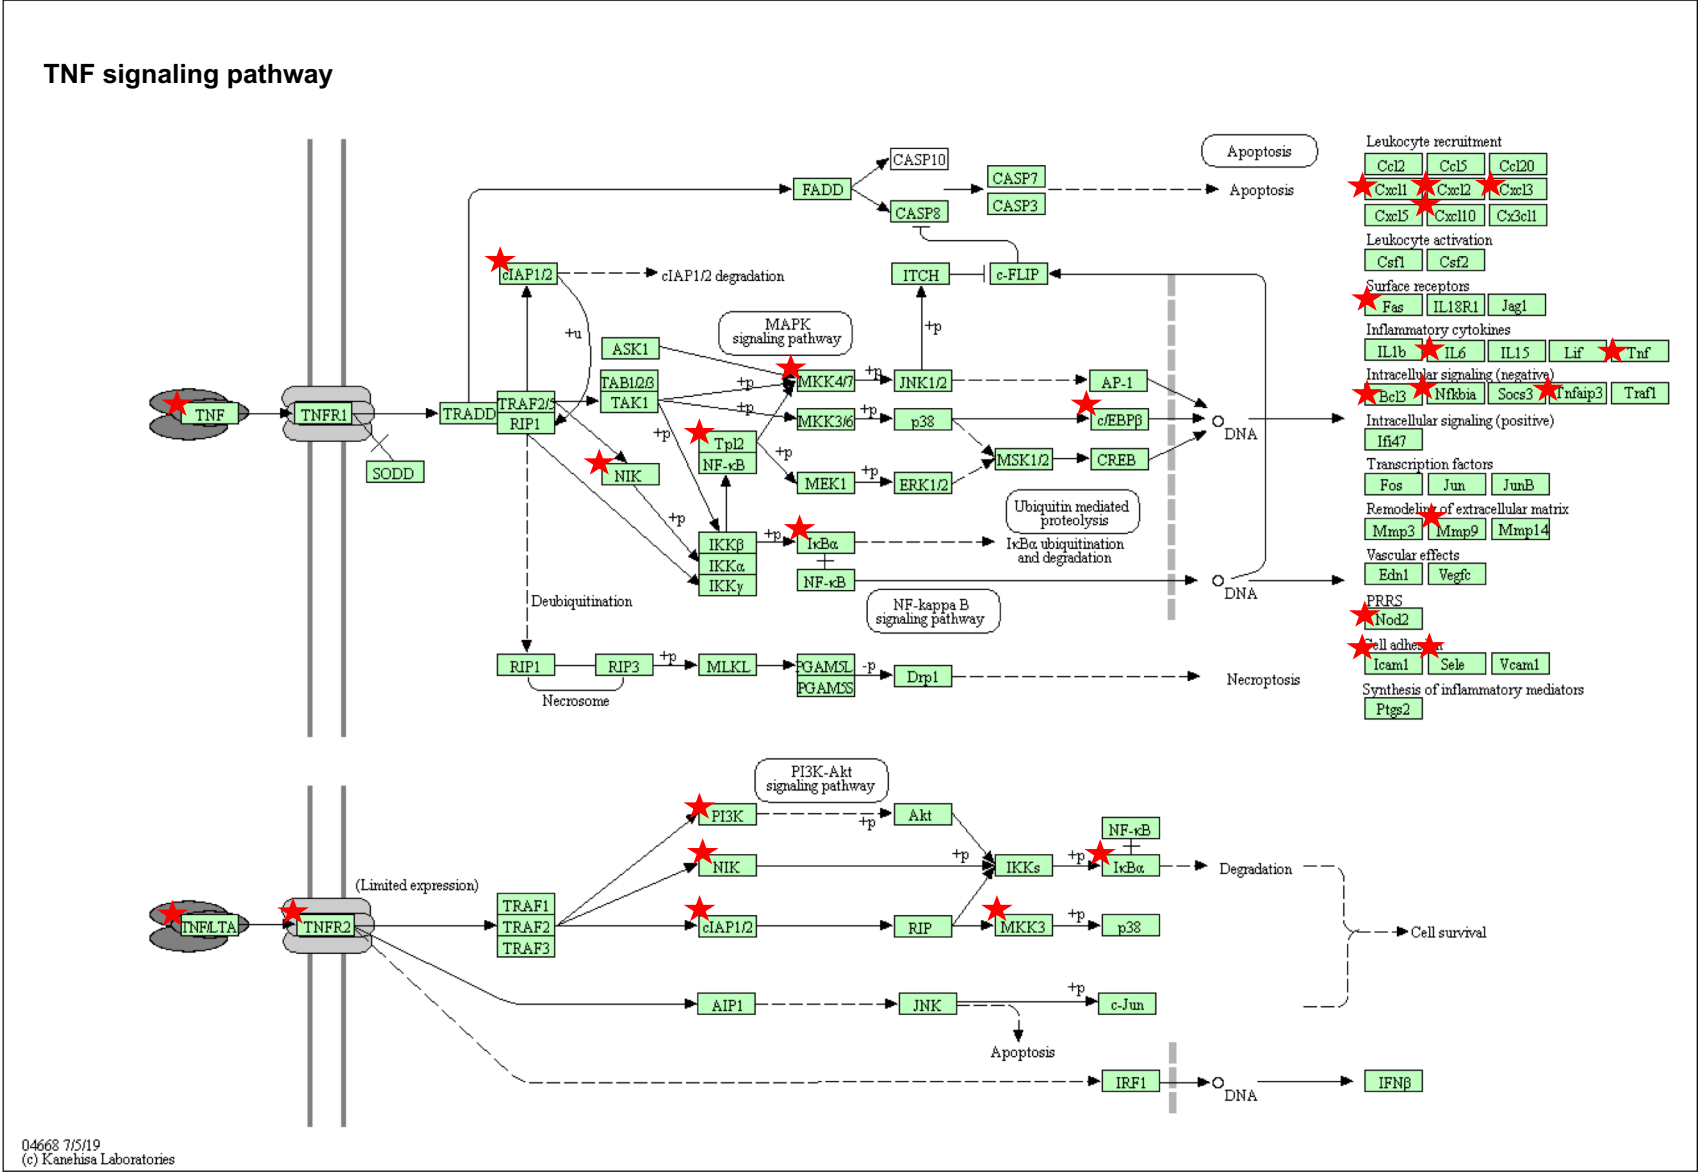 TNF signaling pathway
Apoptosis
CASP10
FADD
CASP7
CASP3
Apoptosis
CASP8
cIAP1/2
cIAP1/2 degradation
ITCH
c-FLIP
+u
+p
MAPK
signaling pathway
ASK1
TAB1/2/3
TAK1
+p
+p
+p
MKK4/7
+p
JNK1/2
AP-1
TNF
TNFR1
TRADD
TRAF2/5
RIP1
MKK3/6
+p
p38
c/EBPβ
DNA
SODD
NIK
Tpl2
NF-κB
+p
MEK1
+p
ERK1/2
MSK1/2
CREB
+p
Ubiquitin mediated
proteolysis
IKKβ
IKKα
IKKγ
+p
IκBα
IκBα ubiquitination
and degradation
NF-κB
DNA
NF-kappa B
signaling pathway
Deubiquitination
RIP1
RIP3
+p
MLKL
PGAM5L
PGAM5S
-p
Drp1
Necroptosis
Necrosome
Leukocyte recruitment
Ccl2 Ccl5 Ccl20
Cxcl1 Cxcl2 Cxcl3
Cxcl5 Cxcl10 Cx3cl1
Leukocyte activation
Csf1 Csf2
Surface receptors
Fas IL18R1 Jag1
Inflammatory cytokines
IL1b IL6 IL15 Lif Tnf
Intracellular signaling (negative)
Bcl3 Nfkbia Socs3 Tnfaip3 Traf1
Intracellular signaling (positive)
Ifi47
Transcription factors
Fos Jun JunB
Remodeling of extracellular matrix
Mmp3 Mmp9 Mmp14
Vascular effects
Edn1 Vegfc
PRRS
Nod2
Cell adhesion
Icam1 Sele Vcam1
Synthesis of inflammatory mediators
Ptgs2
PI3K-Akt
signaling pathway
PI3K
+p
Akt
NF-κB
NIK
+p
IKKs
+p
IκBα
Degradation
(Limited expression)
TNF/LTA
TNFR2
TRAF1
TRAF2
TRAF3
cIAP1/2
RIP
MKK3
+p
p38
Cell survival
AIP1
JNK
+p
c-Jun
Apoptosis
IRF1
DNA
IFNβ
04668 7/5/19
(c) Kanehisa Laboratories